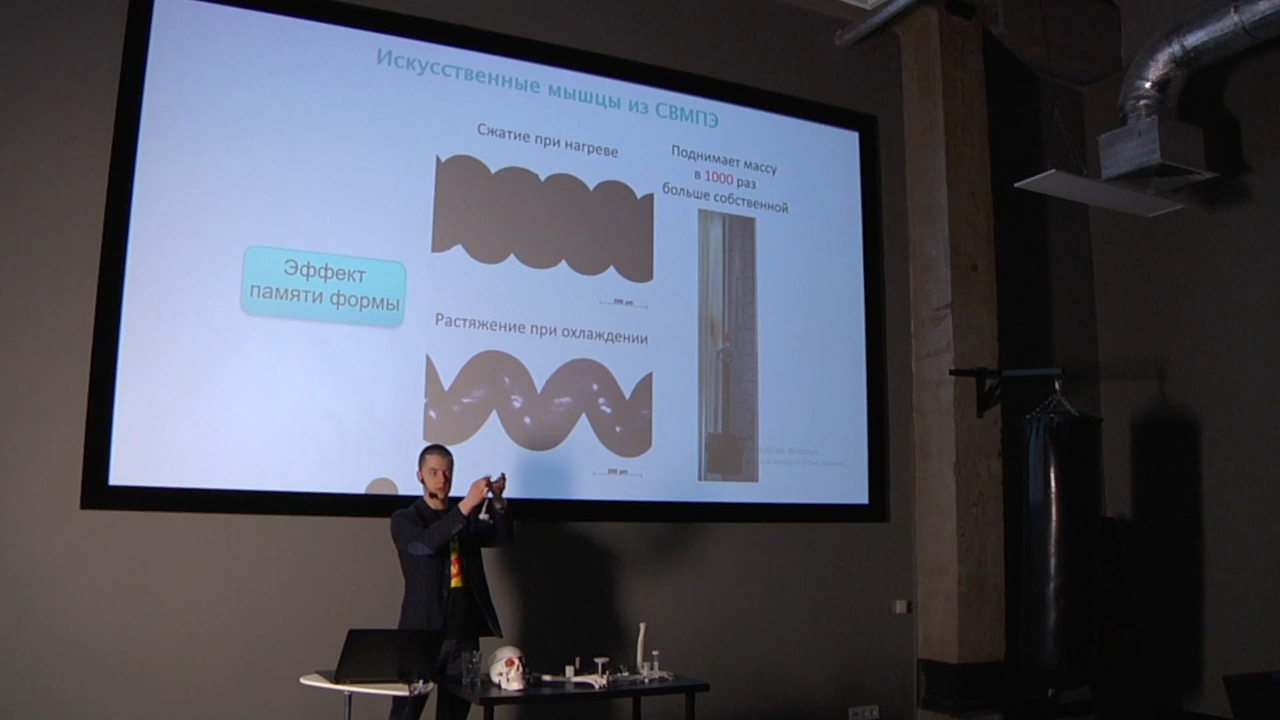 Искусственные мышцы из СВМПЭ
Сжатие при нагреве
Поднимает массу
в 1000 раз
больше собственной
Эффект
памяти формы
Растяжение при охлаждении